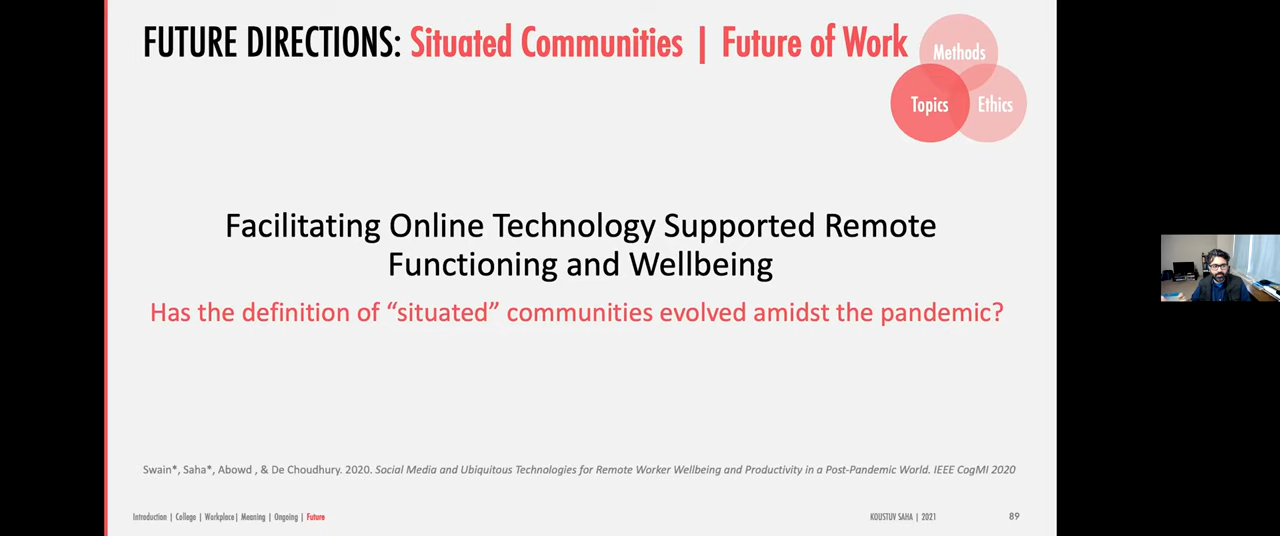 FUTURE DIRECTIONS: Situated Communities | Future of Work
Methods
Topics
Ethics
Facilitating Online Technology Supported Remote
Functioning and Wellbeing
Has the definition of “situated” communities evolved amidst the pandemic?
Swain*, Saha*, Abowd , & De Choudhury. 2020. Social Media and Ubiquitous Technologies for Remote Worker Wellbeing and Productivity in a Post-Pandemic World. IEEE CogMI 2020
Introduction | College | Workplace| Meaning | Ongoing | Future
KOUSTUV SAHA | 2021
89